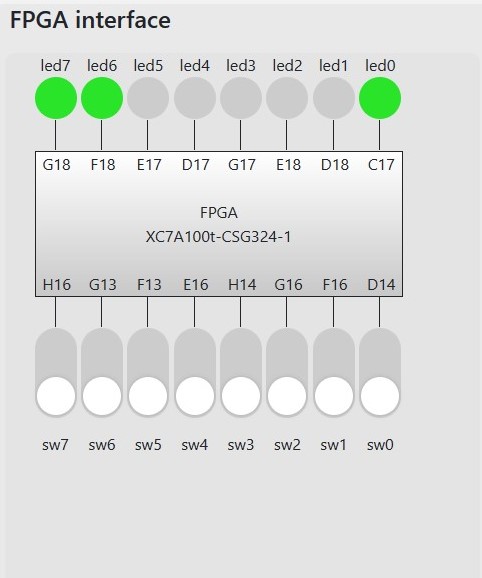 FPGA interface
led7 led6 led5 led4 led3 led2 led1 led0
G18 F18 E17 D17 G17 E18 D18 C17
FPGA
XC7A100t-CSG324-1
H16 G13 F13 E16 H14 G16 F16 D14
sw7 sw6 sw5 sw4 sw3 sw2 sw1 sw0